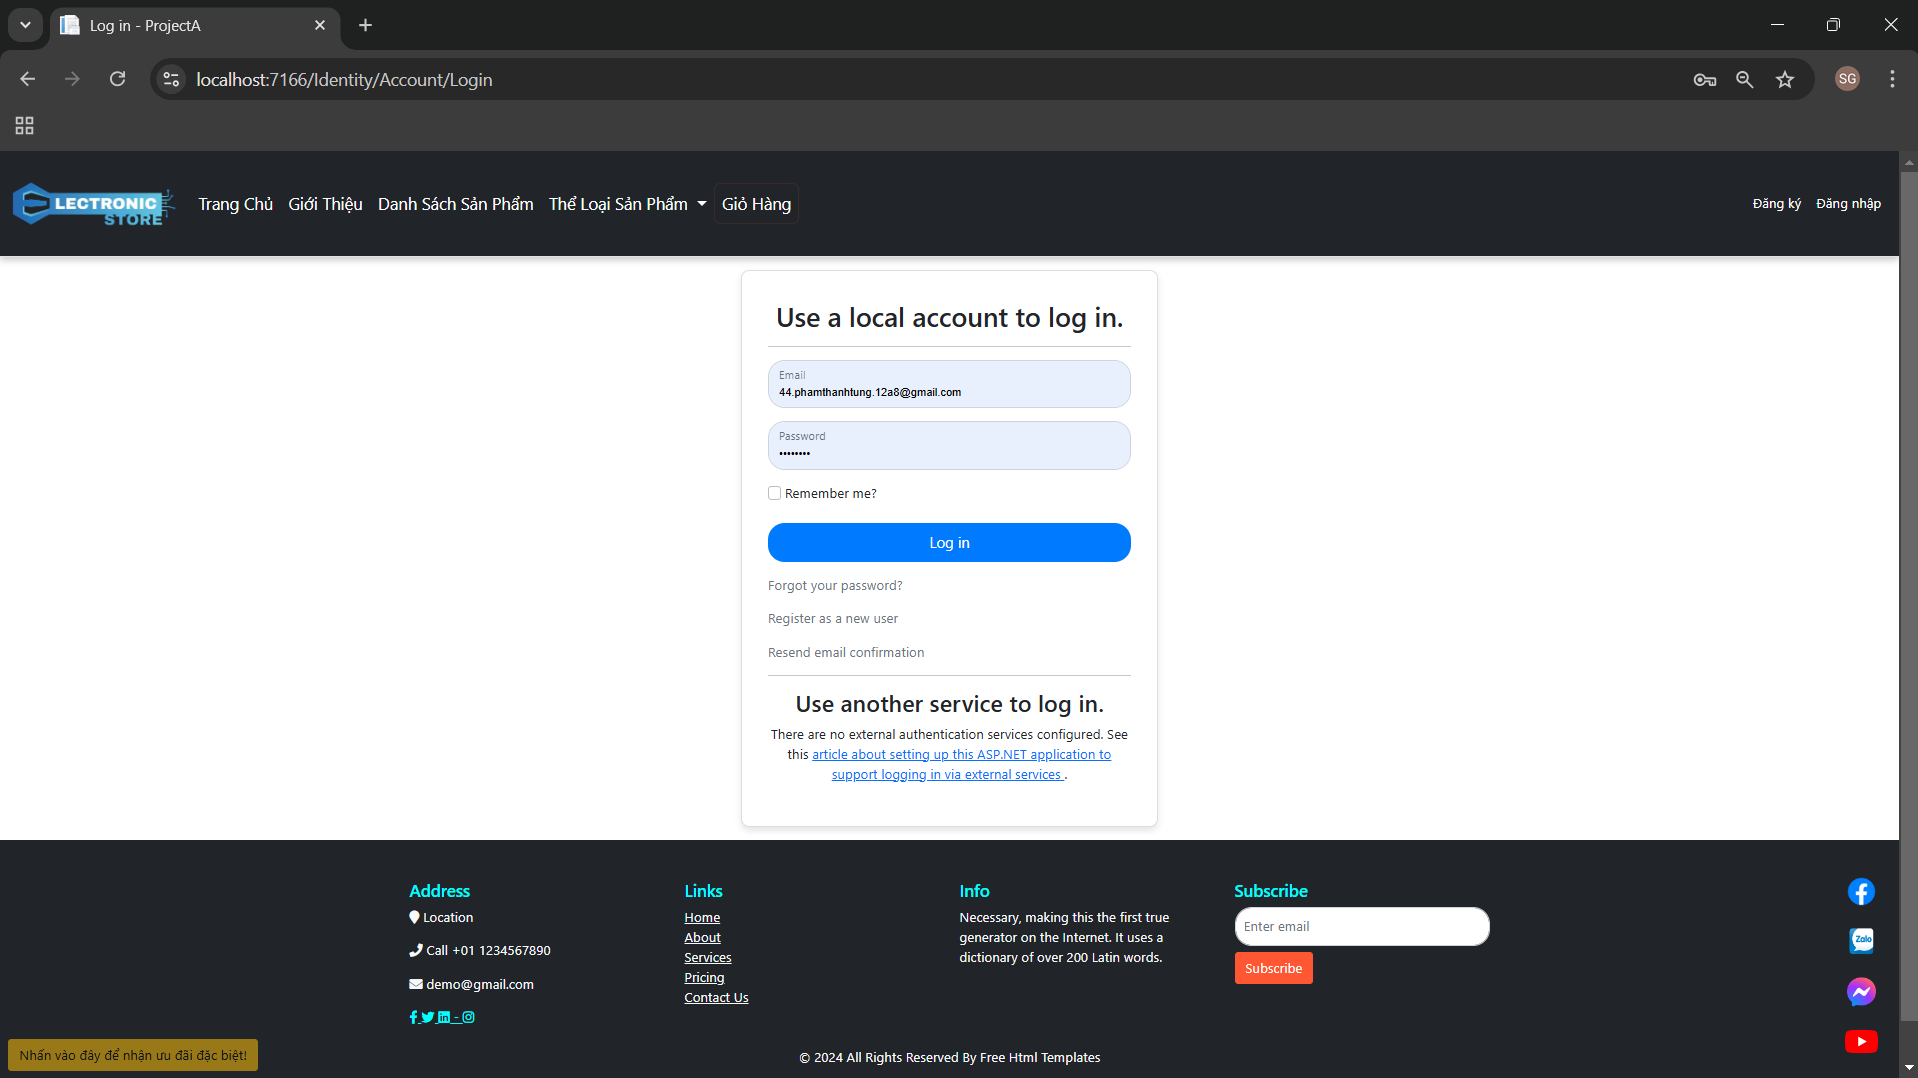 Log in - ProjectA
localhost:7166/Identity/Account/Login
SG
LECTRONIC
STORE
Trang Chủ
Giới Thiệu
Danh Sách Sản Phẩm
Thể Loại Sản Phẩm
Giỏ Hàng
Đăng ký
Đăng nhập
Use a local account to log in.
Email
44.phamthanhtung.12a8@gmail.com
Password
••••••••
Remember me?
Log in
Forgot your password?
Register as a new user
Resend email confirmation
Use another service to log in.
There are no external authentication services configured. See
this article about setting up this ASP.NET application to
support logging in via external services .
Address
Location
Call +01 1234567890
demo@gmail.com
-
Links
Home
About
Services
Pricing
Contact Us
Info
Necessary, making this the first true
generator on the Internet. It uses a
dictionary of over 200 Latin words.
Subscribe
Enter email
Subscribe
Zalo
Nhấn vào đây để nhận ưu đãi đặc biệt!
© 2024 All Rights Reserved By Free Html Templates